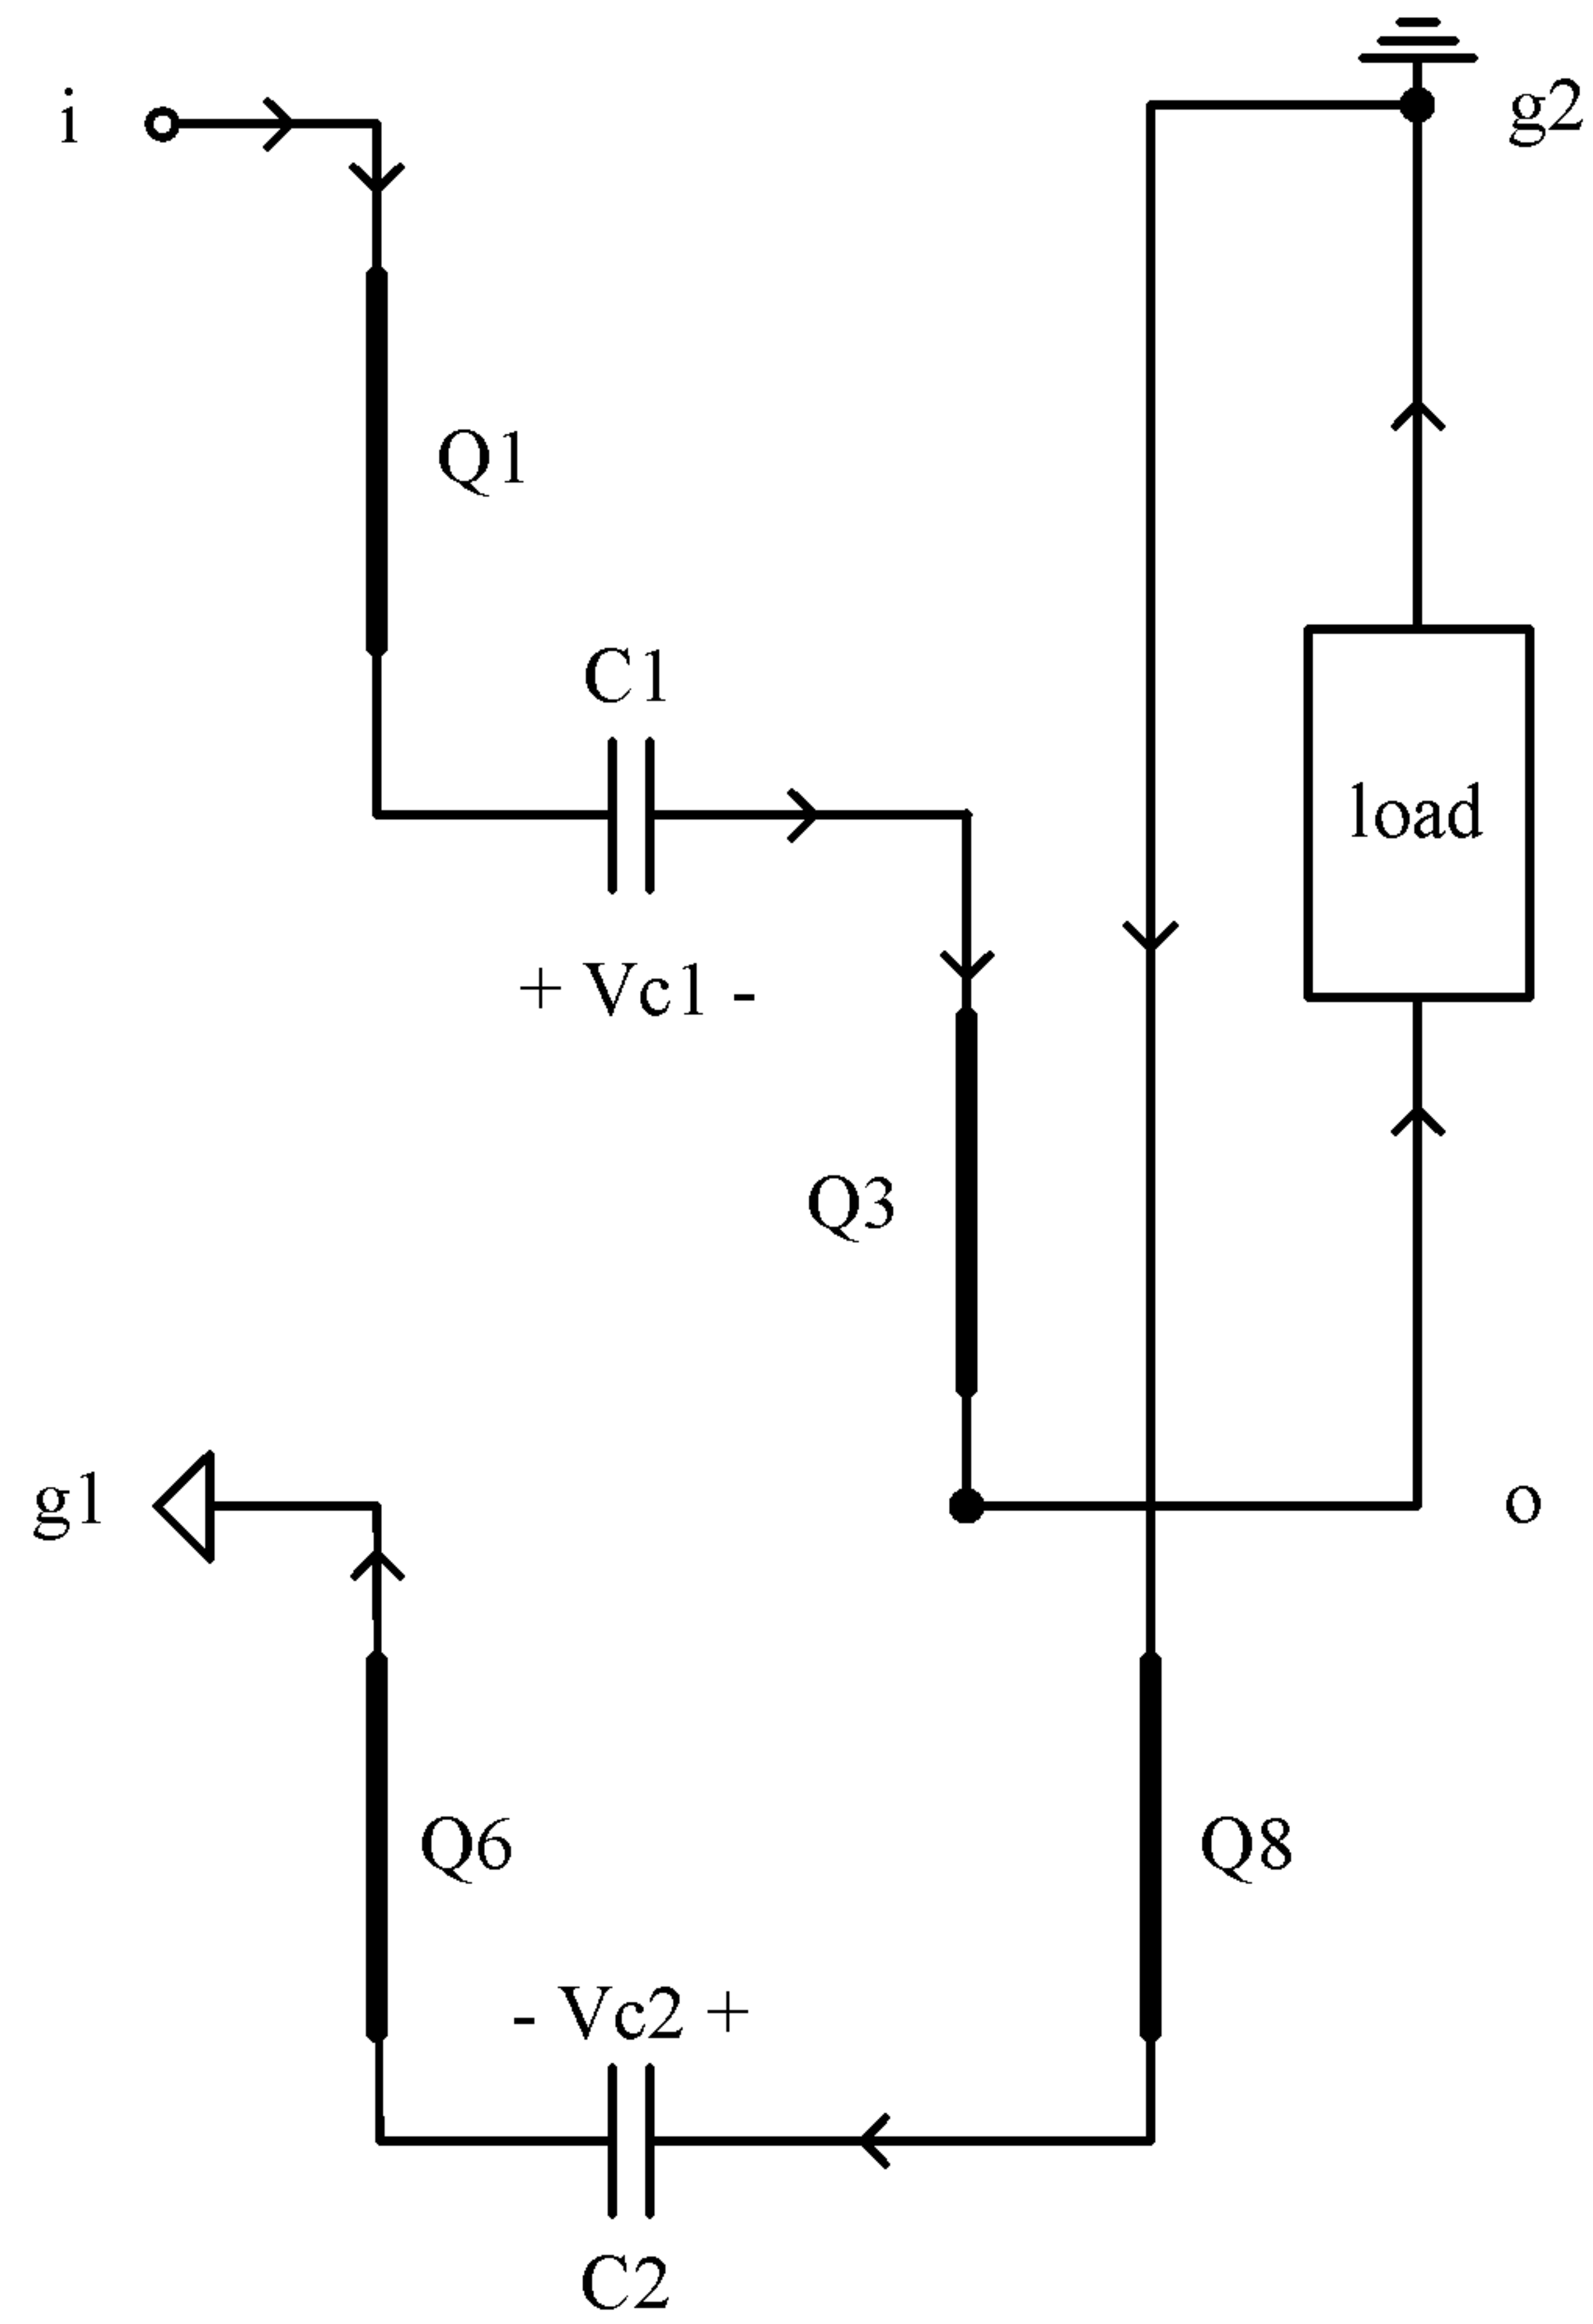 i
g2
Q1
C1
load
+ Vc1 -
Q3
g1
o
Q6
Q8
- Vc2 +
C2